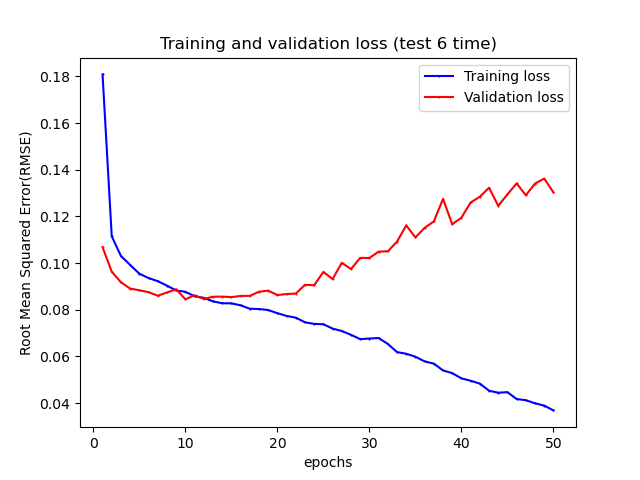 Training and validation loss (test 6 time)
Training loss
Validation loss
0.18
0.16
0.14
0.12
0.10
0.08
0.06
0.04
Root Mean Squared Error(RMSE)
0 10 20 30 40 50
epochs